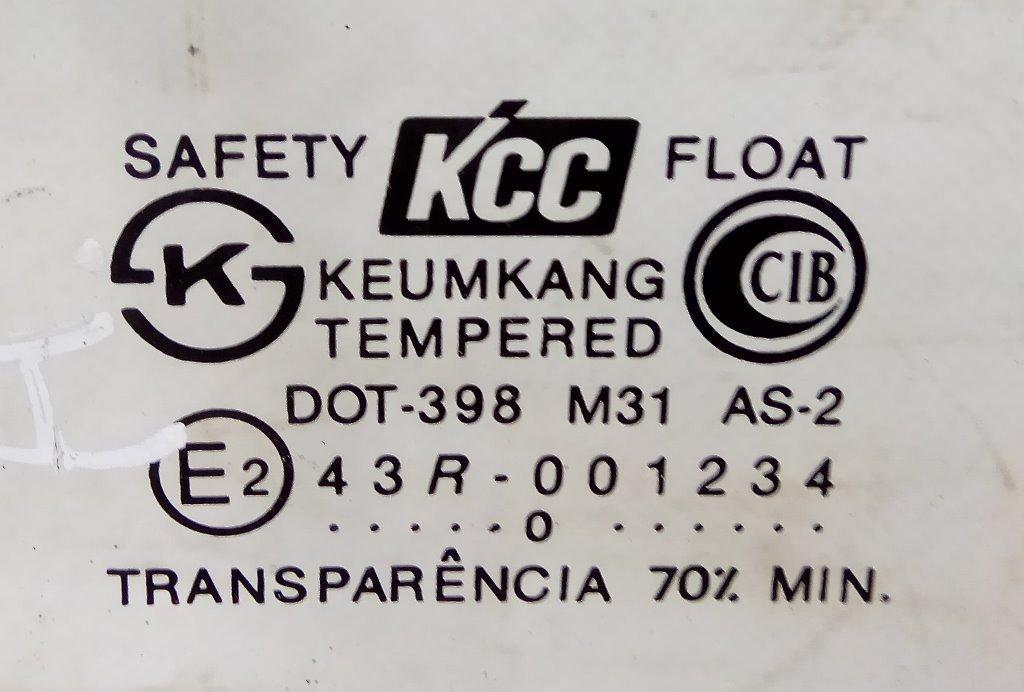 SAFETY KCC FLOAT
K KEUMKANG CIB
TEMPERED
DOT-398 M31 AS-2
E2 43R-001234
.....0 ......
TRANSPARÊNCIA 70% MIN.